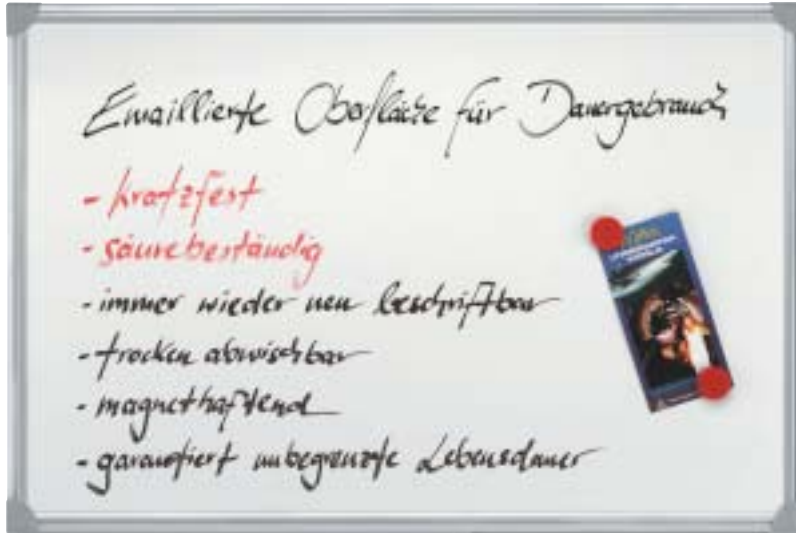 Emaillierte Oberfläche für Dauergebrauch
- kratzfest
- säurebeständig
- immer wieder neu beschriftbar
- trocken abwischbar
- magnethaftend
- garantiert unbegrenzte Lebensdauer